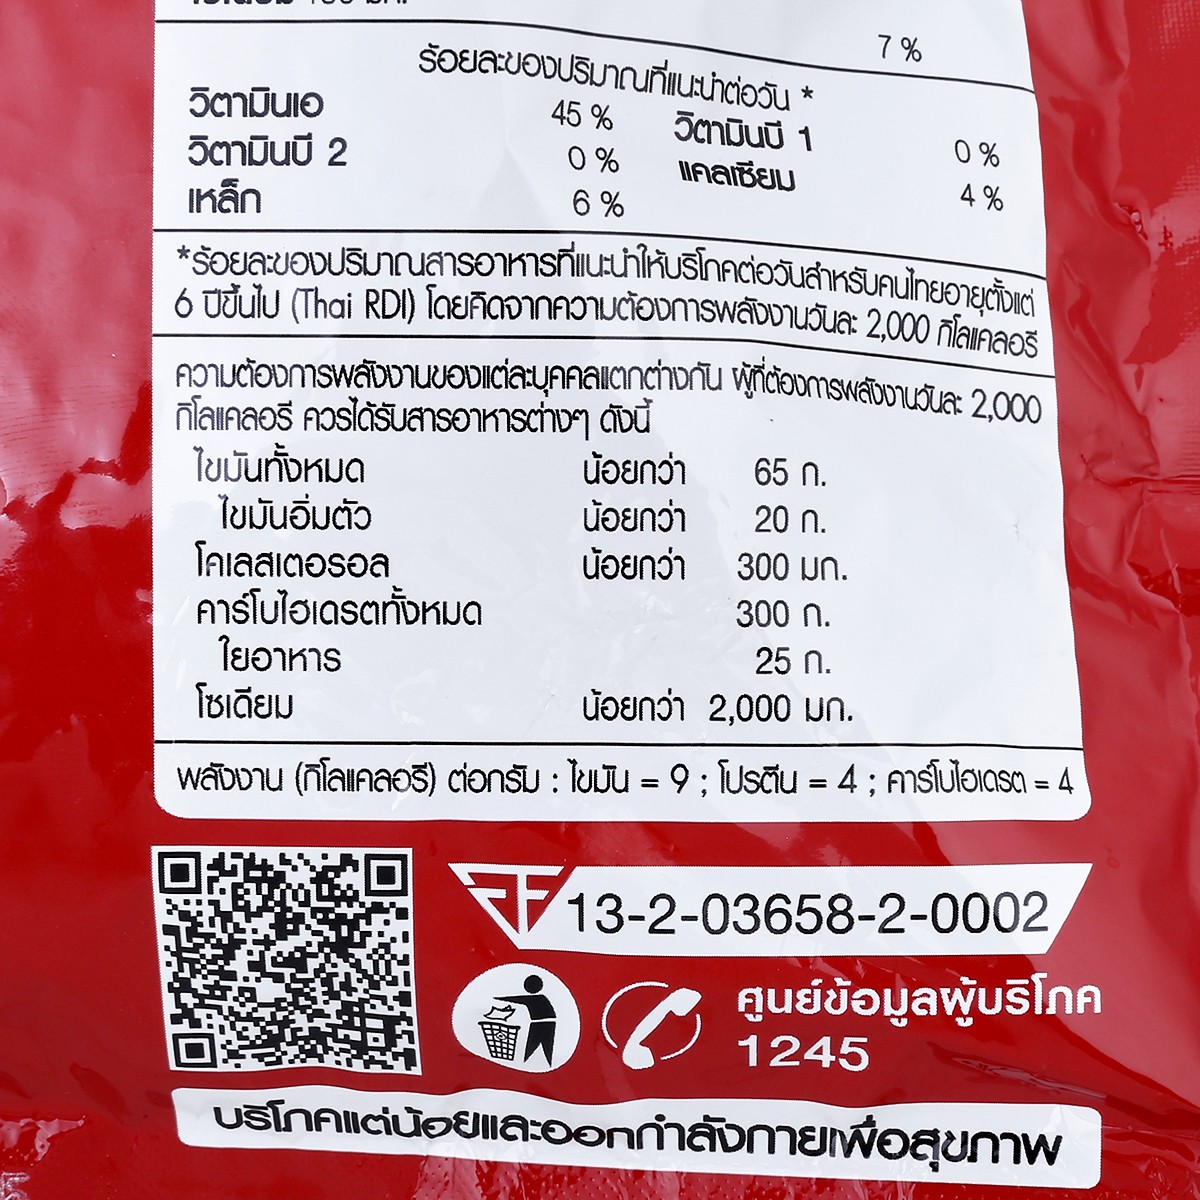 7 %
ร้อยละของปริมาณที่แนะนำต่อวัน *
วิตามินเอ 45 % วิตามินบี 1 0 %
วิตามินบี 2 0 % แคลเซียม 4 %
เหล็ก 6 %
*ร้อยละของปริมาณสารอาหารที่แนะนำให้บริโภคต่อวันสำหรับคนไทยอายุตั้งแต่
6 ปีขึ้นไป (Thai RDI) โดยคิดจากความต้องการพลังงานวันละ 2,000 กิโลแคลอรี
ความต้องการพลังงานของแต่ละบุคคลแตกต่างกัน ผู้ที่ต้องการพลังงานวันละ 2,000
กิโลแคลอรี ควรได้รับสารอาหารต่างๆ ดังนี้
ไขมันทั้งหมด น้อยกว่า 65 ก.
ไขมันอิ่มตัว น้อยกว่า 20 ก.
โคเลสเตอรอล น้อยกว่า 300 มก.
คาร์โบไฮเดรตทั้งหมด 300 ก.
ใยอาหาร 25 ก.
โซเดียม น้อยกว่า 2,000 มก.
พลังงาน (กิโลแคลอรี) ต่อกรัม : ไขมัน = 9 ; โปรตีน = 4 ; คาร์โบไฮเดรต = 4
13-2-03658-2-0002
ศูนย์ข้อมูลผู้บริโภค
1245
บริโภคแต่น้อยและออกกำลังกายเพื่อสุขภาพ